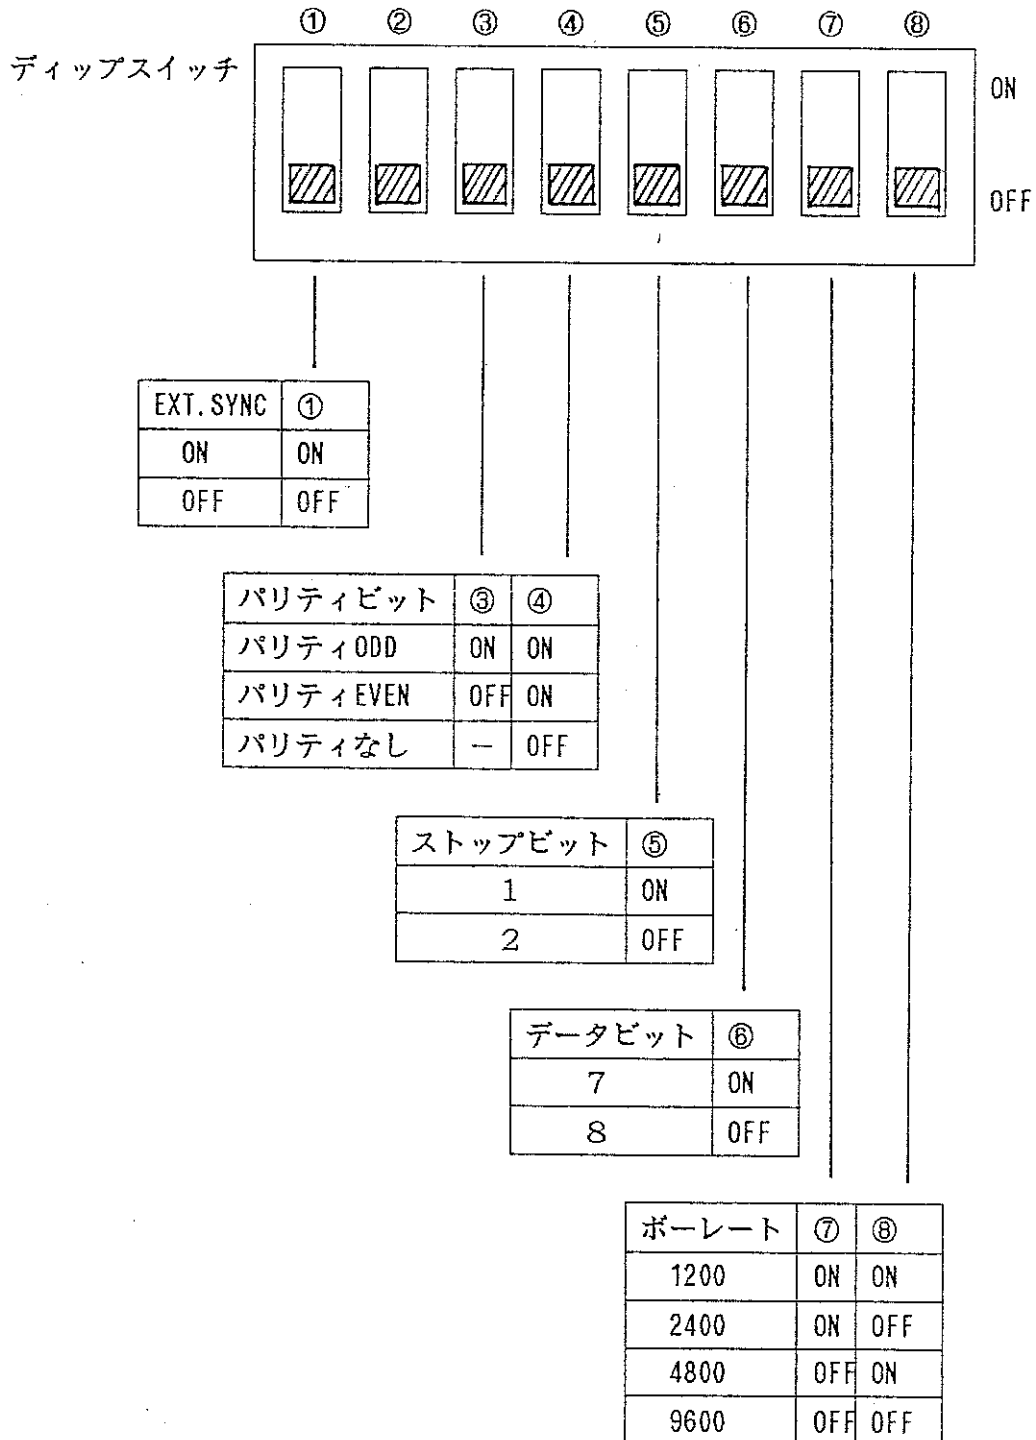 ① ② ③ ④ ⑤ ⑥ ⑦ ⑧
ディップスイッチ
ON
OFF
EXT.SYNC ①
ON ON
OFF OFF
パリティビット ③ ④
パリティODD ON ON
パリティEVEN OFF ON
パリティなし － OFF
ストップビット ⑤
1 ON
2 OFF
データビット ⑥
7 ON
8 OFF
ボーレート ⑦ ⑧
1200 ON ON
2400 ON OFF
4800 OFF ON
9600 OFF OFF